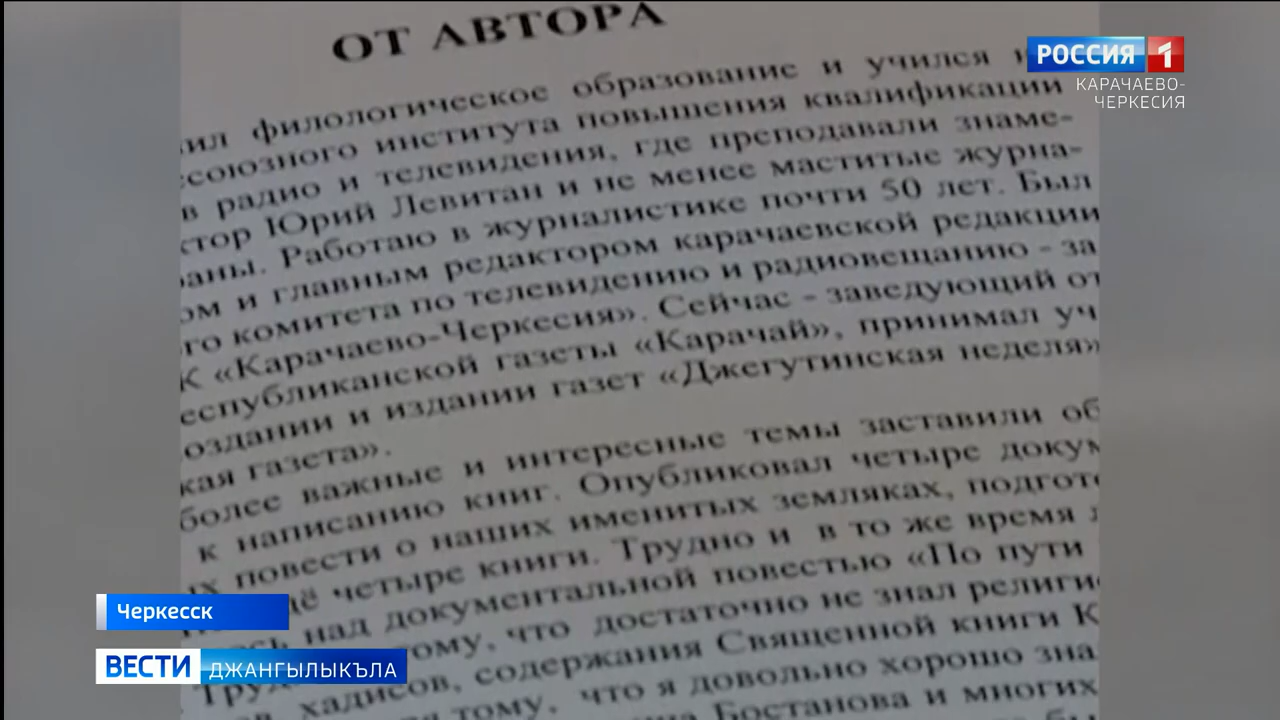 ОТ АВТОРА
филологическое образование и учился
института повышения квалификации
в радио и телевидения, где преподавали знаме-
ктор Юрий Левитан и не менее маститые журна-
раны. Работаю в журналистике почти 50 лет. Был
ом и главным редактором карачаевской редакции
го комитета по телевидению и радиовещанию - за
К «Карачаево-Черкесия». Сейчас - заведующий от
еспубликанской газеты «Карачай», принимал уч
оздании и издании газет «Джегутинская неделя»
кая газета».
более важные и интересные темы заставили об
к написанию книг. Опубликовал четыре докум
х повести о наших именитых земляках, подгото
четыре книги. Трудно и в то же время
над документальной повестью «По пути
тому, что достаточно не знал религи
хадисов, содержания Священной книги К
тому, что я довольно хорошо зна
Бостанова и многих
РОССИЯ 1
КАРАЧАЕВО-
ЧЕРКЕСИЯ
Черкесск
ВЕСТИ ДЖАНГЫЛЫКЪЛА